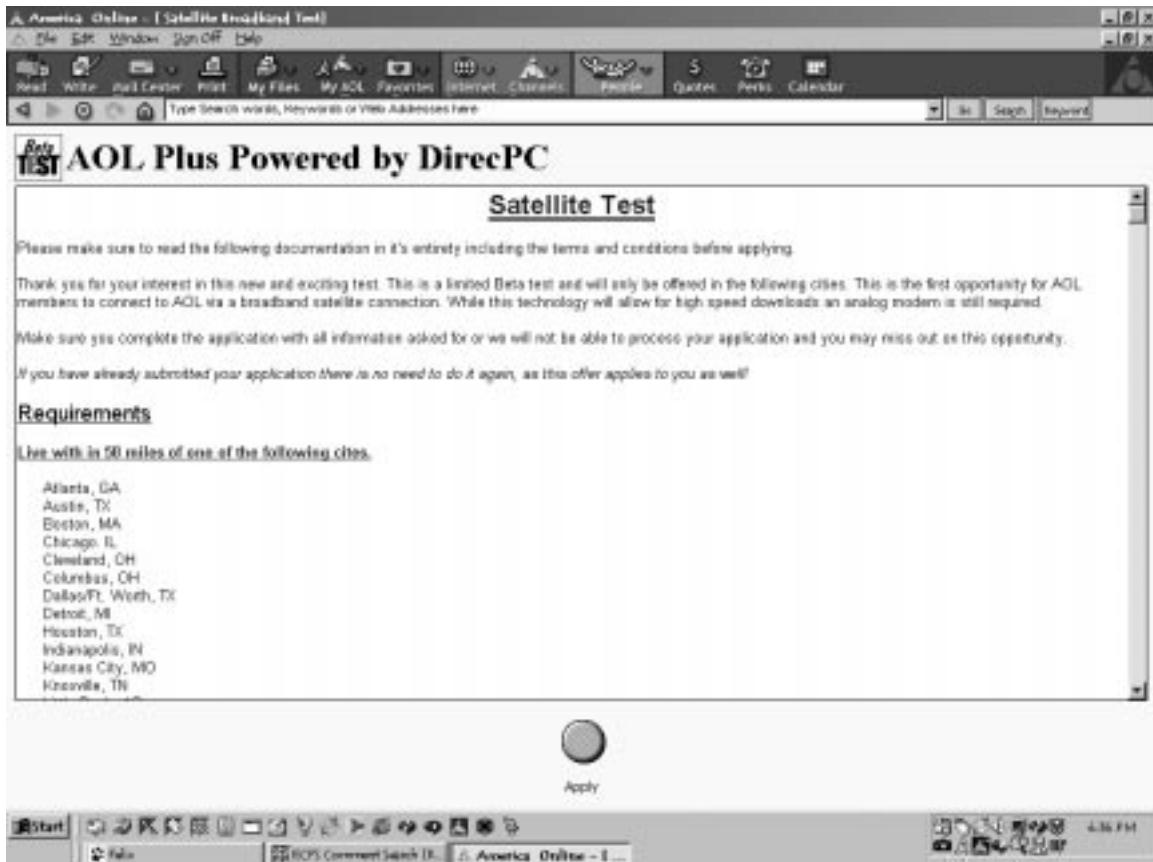 America Online - [Satellite Broadband Test]
File Edit Window Sign Off Help
Read Write Mail Center Print My Files My AOL Favorites Internet Channels People Quotes Perks Calendar
Type Search words, Keywords or Web Addresses here
Go Search Keyword
Beta TEST AOL Plus Powered by DirecPC
Satellite Test
Please make sure to read the following documentation in it's entirety including the terms and conditions before applying.
Thank you for your interest in this new and exciting test. This is a limited Beta test and will only be offered in the following cities. This is the first opportunity for AOL
members to connect to AOL via a broadband satellite connection. While this technology will allow for high speed downloads an analog modem is still required.
Make sure you complete the application with all information asked for or we will not be able to process your application and you may miss out on this opportunity.
If you have already submitted your application there is no need to do it again, as this offer applies to you as well!
Requirements
Live with in 50 miles of one of the following cites.
Atlanta, GA
Austin, TX
Boston, MA
Chicago. IL
Cleveland, OH
Columbus, OH
Dallas/Ft. Worth, TX
Detroit, MI
Houston, TX
Indianapolis, IN
Kansas City, MO
Knoxville, TN
Apply
Start
4:36 PM
Felix
ECFS Comment Search
America Online - [